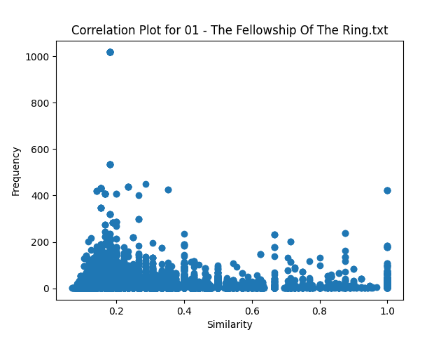 Correlation Plot for 01 - The Fellowship Of The Ring.txt
1000
800
600
400
200
0
Frequency
0.2 0.4 0.6 0.8 1.0
Similarity